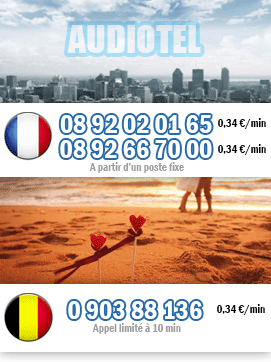 AUDIOTEL
08 92 02 01 65 0,34 €/min
08 92 66 70 00 0,34 €/min
A partir d'un poste fixe
0 903 88 136 0,34 €/min
Appel limité à 10 min